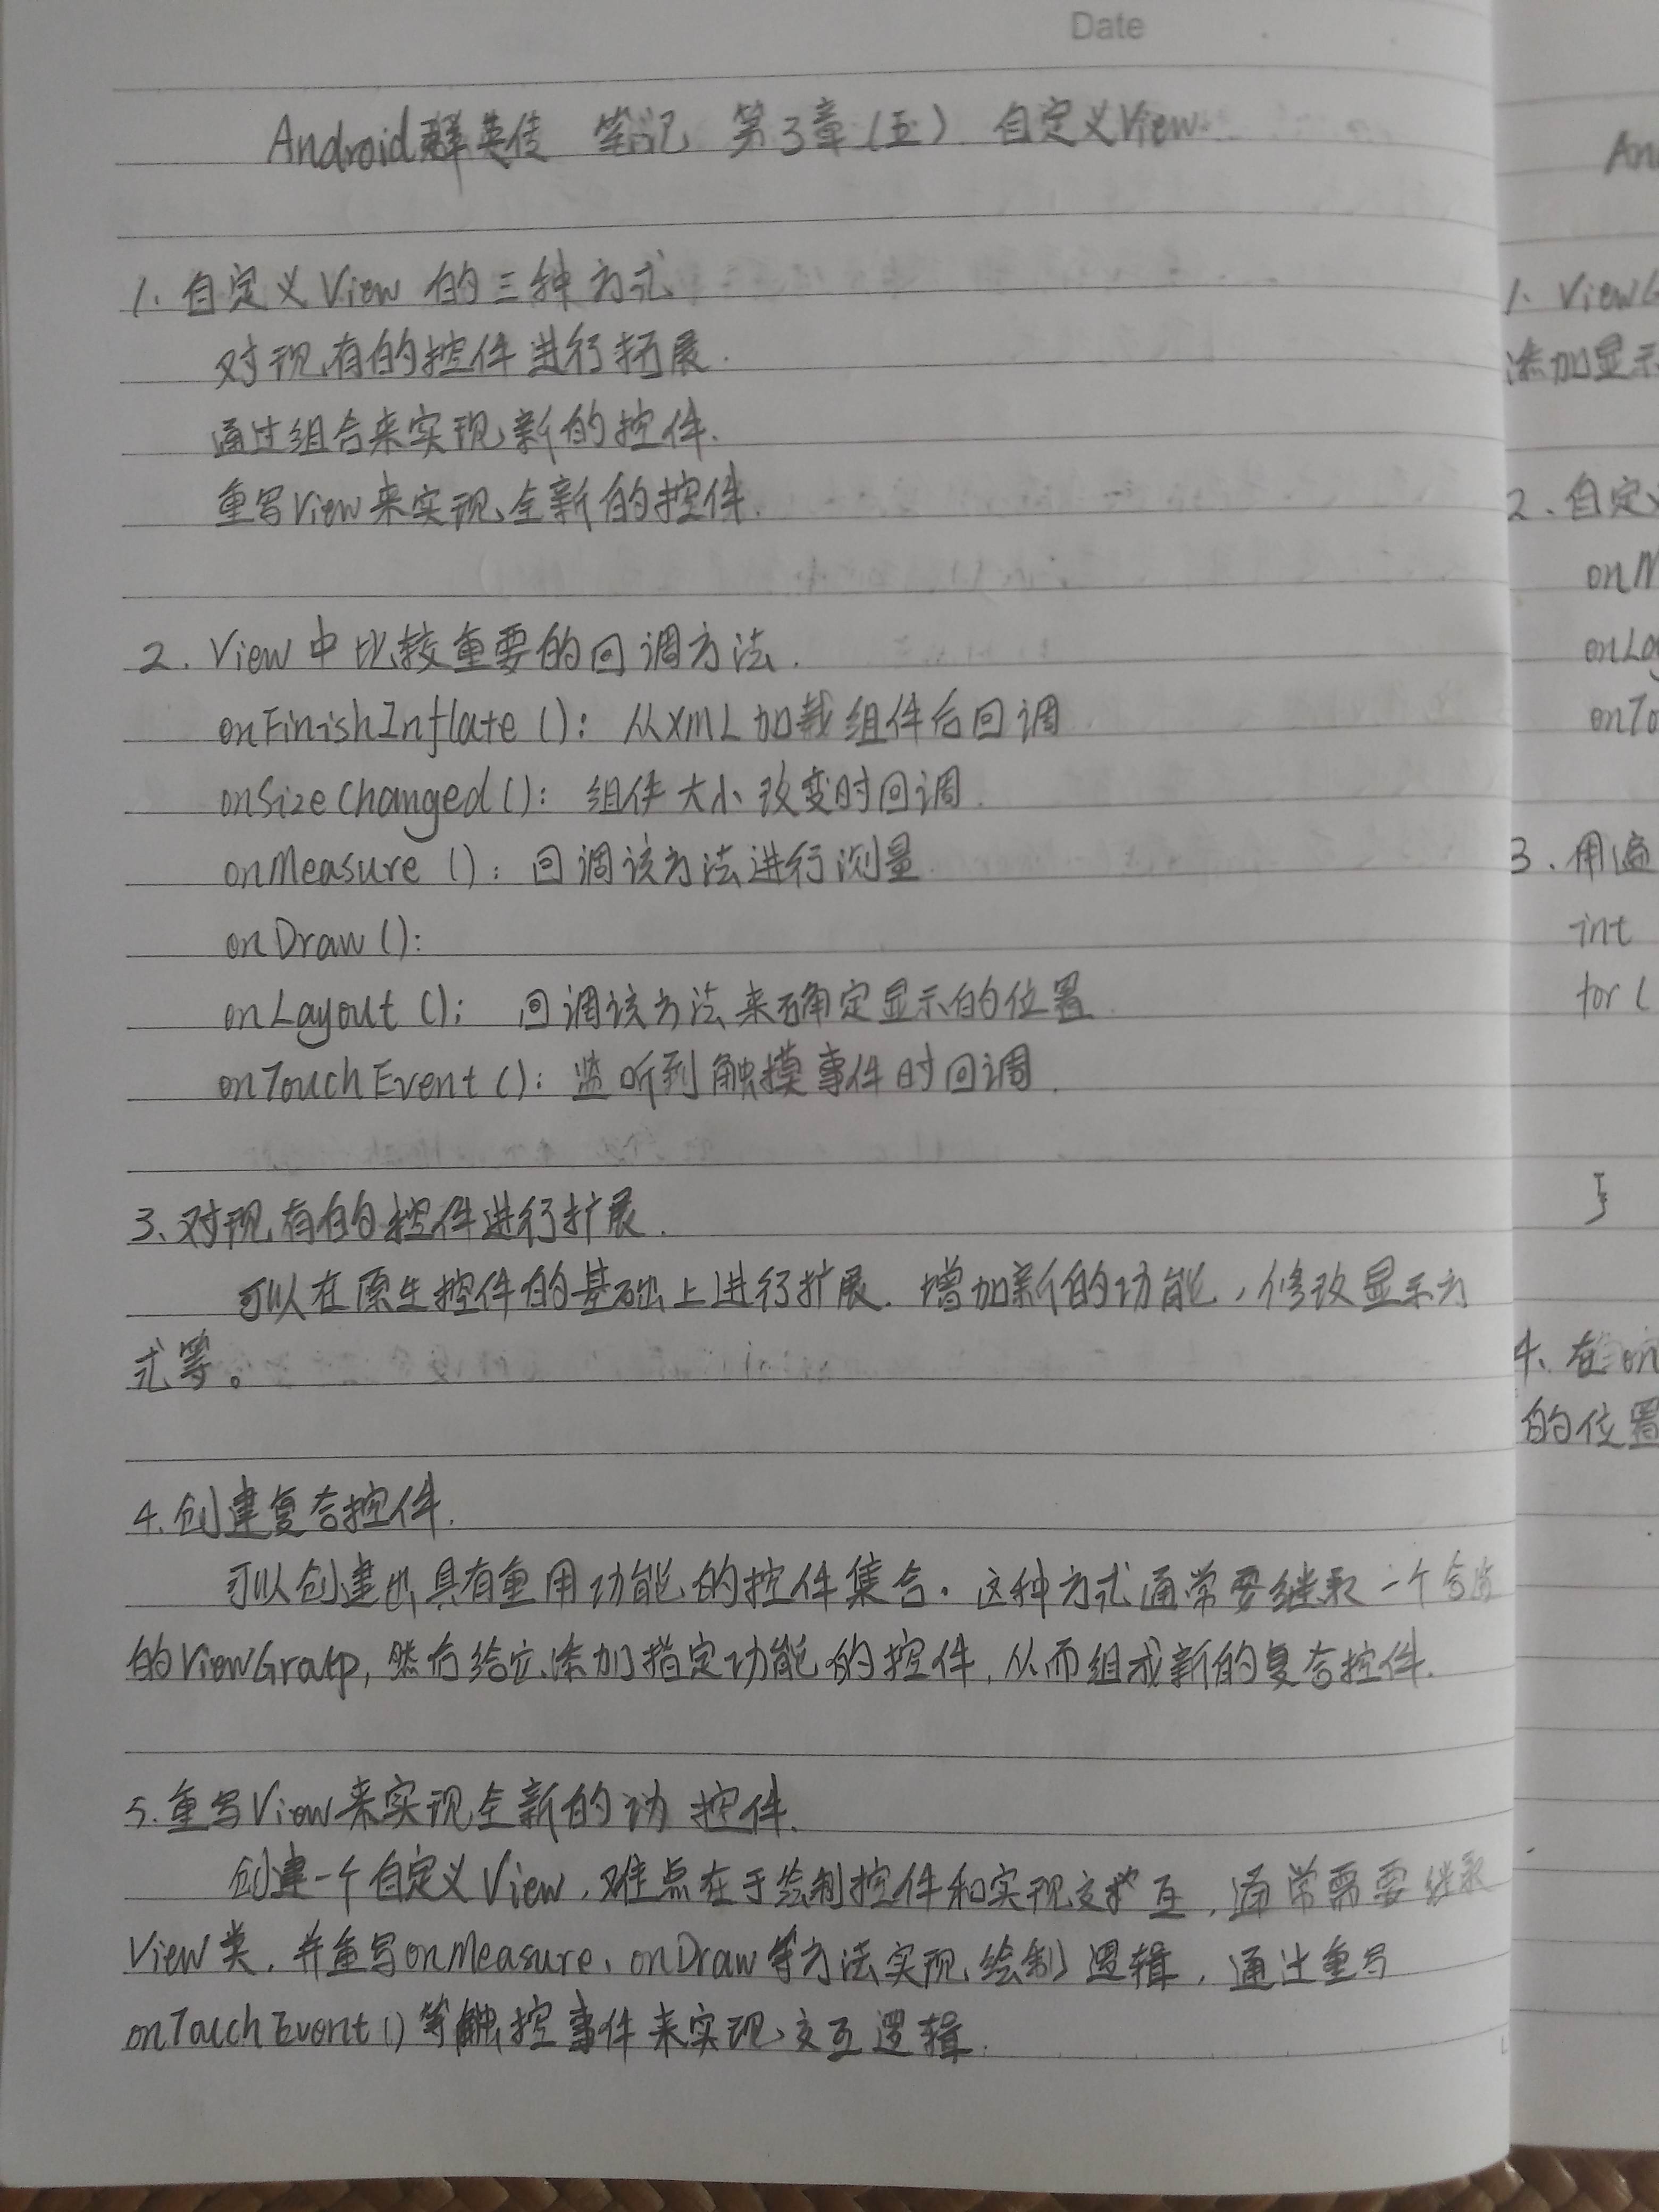 Date
Android群英传 笔记 第3章(五) 自定义View
1. 自定义View 的三种方式
对现有的控件进行拓展.
通过组合来实现新的控件.
重写View来实现全新的控件.
2. View中比较重要的回调方法.
onFinishInflate (): 从XML加载组件后回调
onSizeChanged(): 组件大小改变时回调.
onMeasure (): 回调该方法进行测量
onDraw ():
onLayout (): 回调该方法来确定显示的位置
onTouchEvent (): 监听到触摸事件时回调.
3、对现有的控件进行扩展.
可以在原生控件的基础上进行扩展. 增加新的功能, 修改显示方
式等。
4. 创建复合控件.
可以创建出具有重用功能的控件集合. 这种方式通常要继承一个合适
的ViewGroup, 然后给它添加指定功能的控件, 从而组成新的复合控件.
5. 重写View来实现全新的功 控件.
创建一个自定义View, 难点在于绘制控件和实现交互, 通常需要继承
View类, 并重写onMeasure、onDraw等方法实现绘制逻辑, 通过重写
onTouchEvent()等触控事件来实现交互逻辑.
An
1. ViewG
添加显示
2、自定义
onM
onLay
onTo
3、用遍
int
for (
}
4、在on
的位置